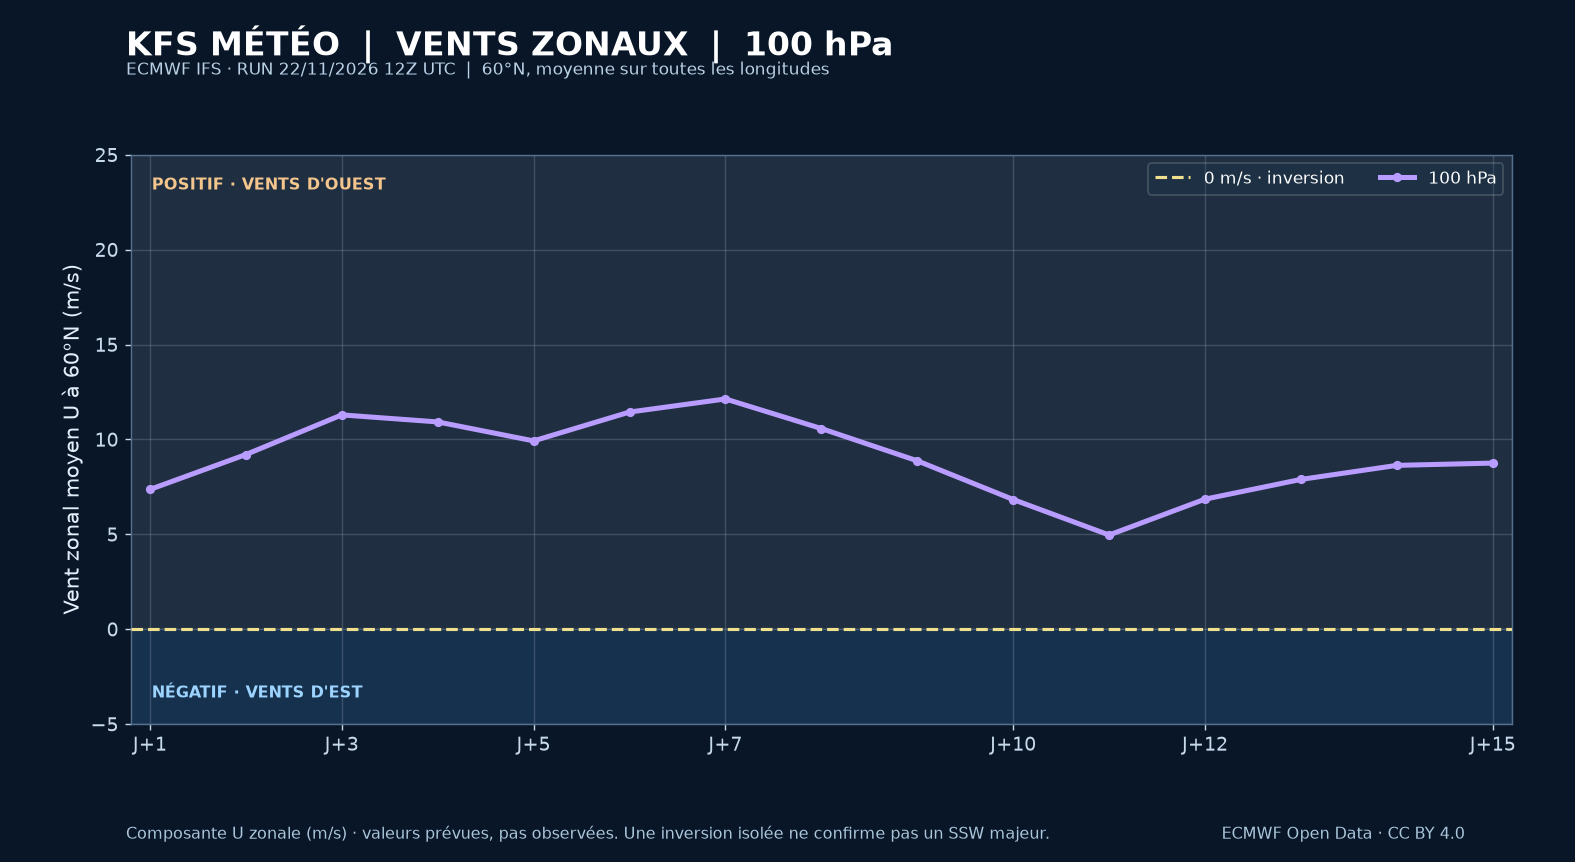 KFS MÉTÉO | VENTS ZONAUX | 100 hPa
ECMWF IFS · RUN 22/11/2026 12Z UTC | 60°N, moyenne sur toutes les longitudes
POSITIF · VENTS D'OUEST
0 m/s · inversion
100 hPa
Vent zonal moyen U à 60°N (m/s)
25
20
15
10
5
0
−5
NÉGATIF · VENTS D'EST
J+1 J+3 J+5 J+7 J+10 J+12 J+15
Composante U zonale (m/s) · valeurs prévues, pas observées. Une inversion isolée ne confirme pas un SSW majeur.
ECMWF Open Data · CC BY 4.0